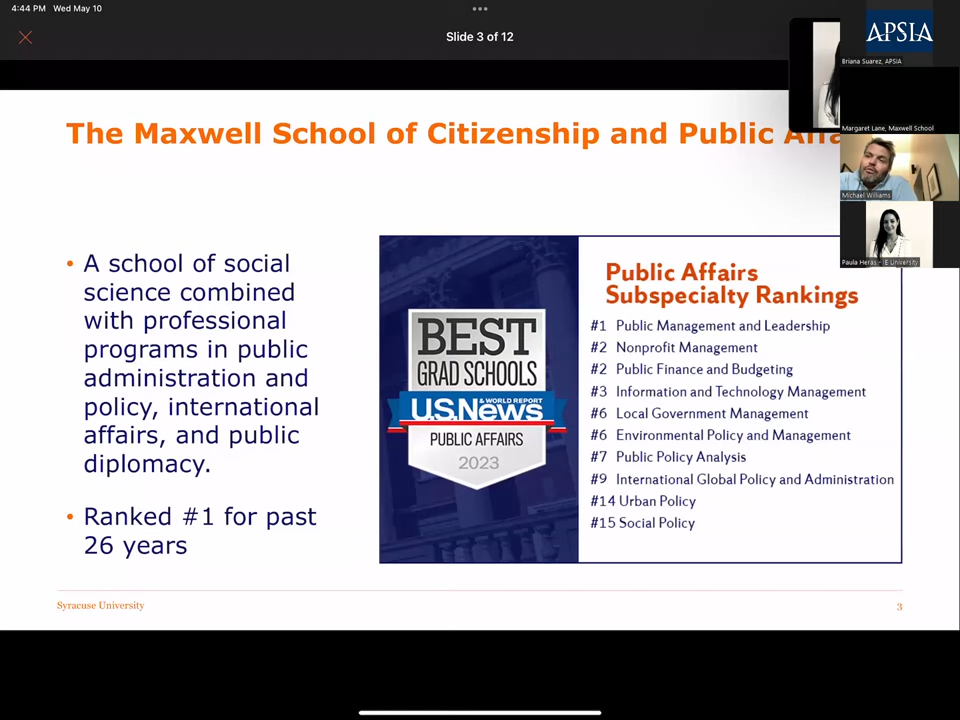 4:44 PM Wed May 10
Slide 3 of 12
APSIA
Briana Suarez, APSIA
Margaret Lane, Maxwell School
Michael Williams
Paula Heras - IE University
The Maxwell School of Citizenship and Public
• A school of social
science combined
with professional
programs in public
administration and
policy, international
affairs, and public
diplomacy.
• Ranked #1 for past
26 years
BEST
GRAD SCHOOLS
U.S.News
& WORLD REPORT
PUBLIC AFFAIRS
2023
Public Affairs
Subspecialty Rankings
#1 Public Management and Leadership
#2 Nonprofit Management
#2 Public Finance and Budgeting
#3 Information and Technology Management
#6 Local Government Management
#6 Environmental Policy and Management
#7 Public Policy Analysis
#9 International Global Policy and Administration
#14 Urban Policy
#15 Social Policy
Syracuse University
3